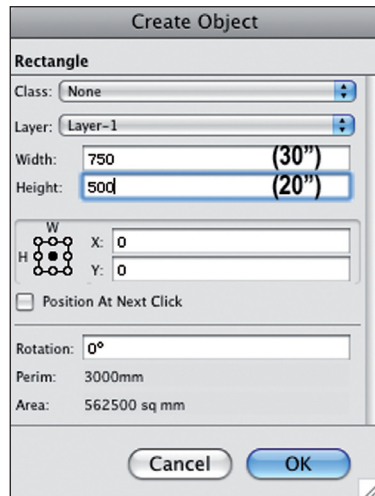 Create Object
Rectangle
Class: None
Layer: Layer-1
Width: 750 (30”)
Height: 500 (20”)
W
H
X: 0
Y: 0
Position At Next Click
Rotation: 0°
Perim: 3000mm
Area: 562500 sq mm
Cancel OK